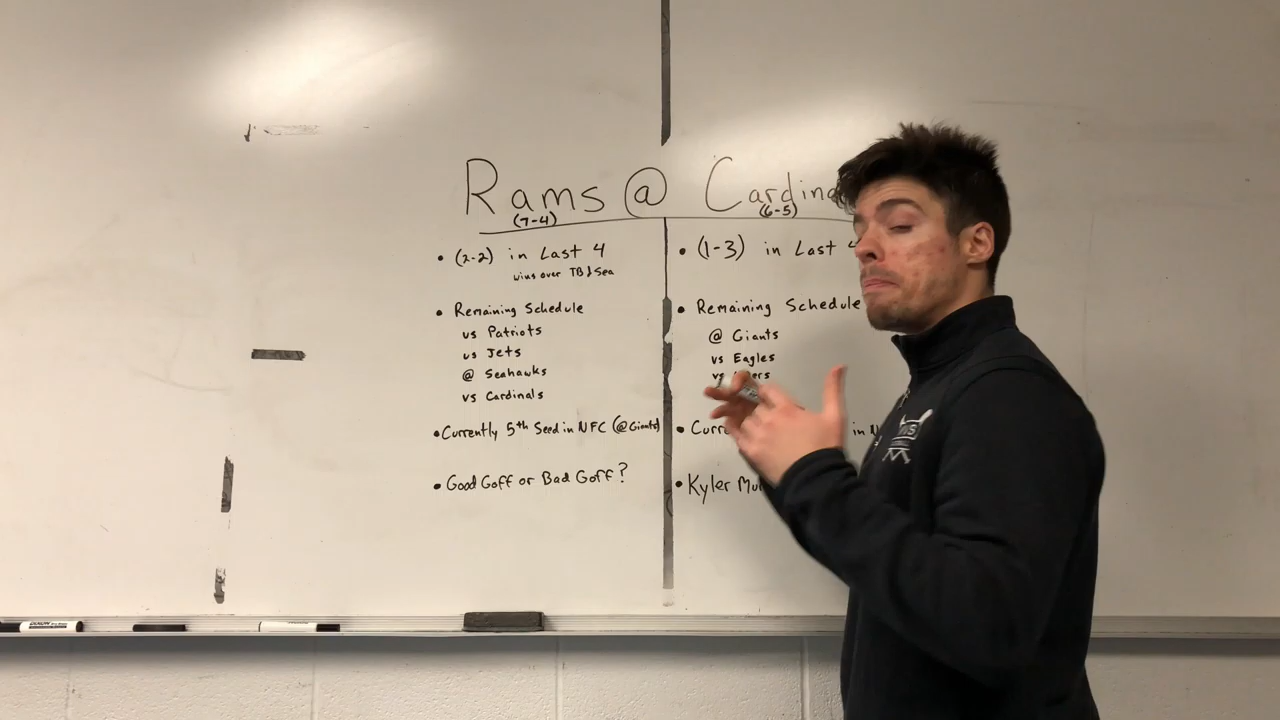 Rams @ Cardina
(7-4) (6-5)
• (2-2) in Last 4
wins over TB & Sea
• Remaining Schedule
vs Patriots
vs Jets
@ Seahawks
vs Cardinals
• Currently 5th Seed in NFC (@Giants)
• Good Goff or Bad Goff?
• (1-3) in Last 4
• Remaining Schedule
@ Giants
vs Eagles
vs
•
in
• Kyler